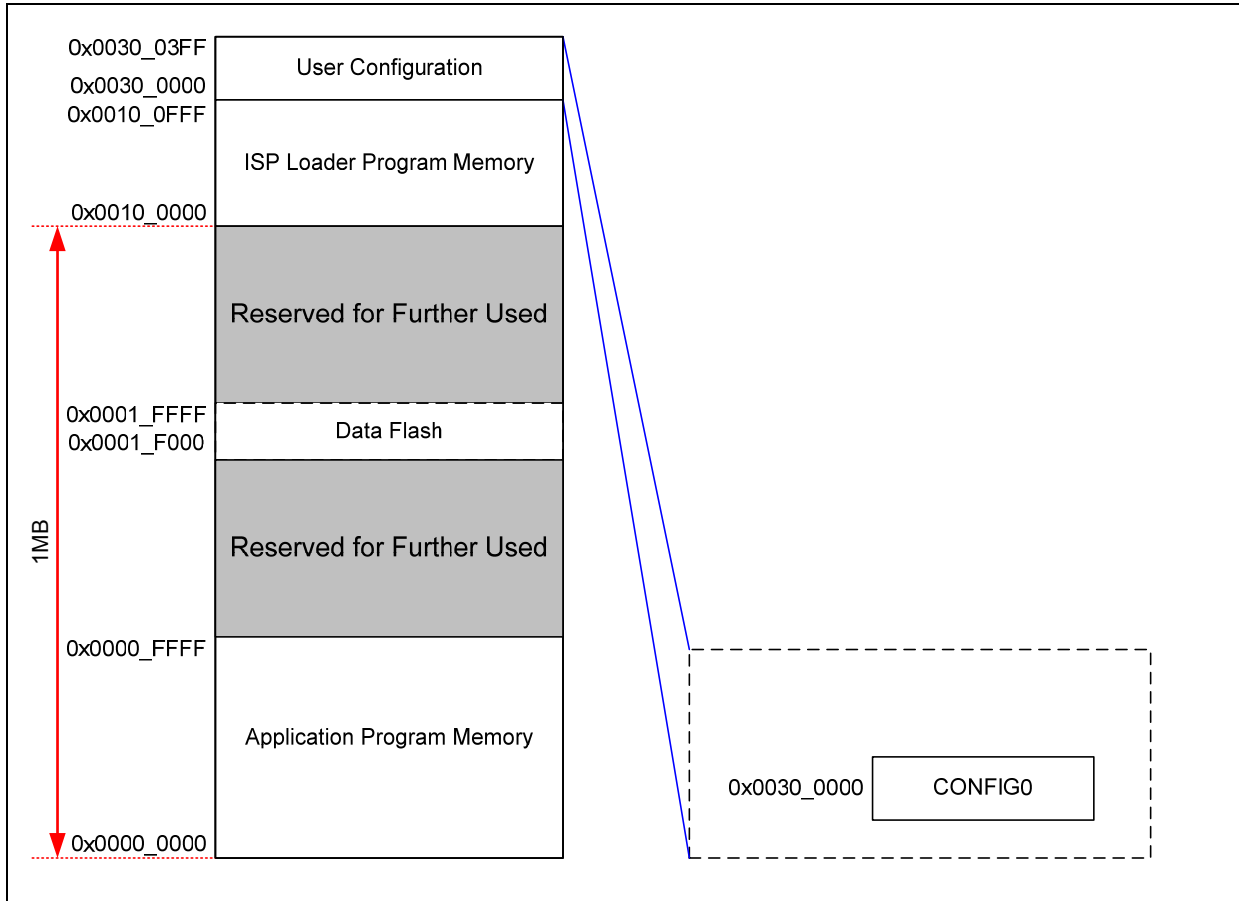 0x0030_03FF
User Configuration
0x0030_0000
0x0010_0FFF
ISP Loader Program Memory
0x0010_0000
Reserved for Further Used
0x0001_FFFF
Data Flash
0x0001_F000
1MB
Reserved for Further Used
0x0000_FFFF
Application Program Memory
0x0000_0000
0x0030_0000
CONFIG0